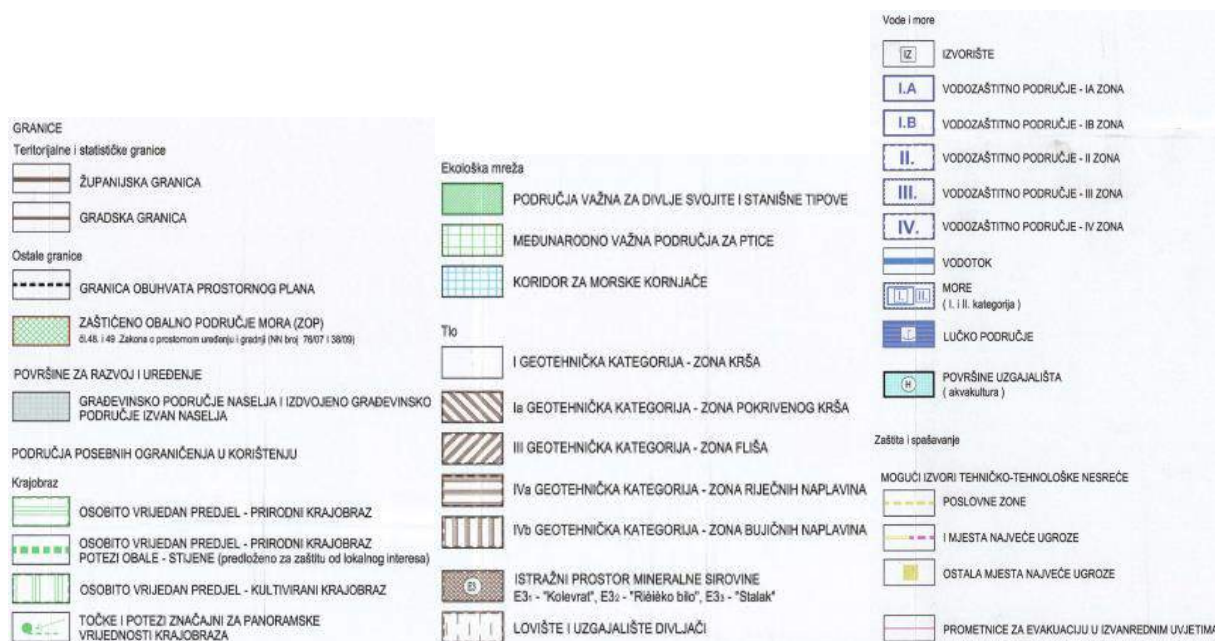 GRANICE
Teritorijalne i statističke granice
ŽUPANIJSKA GRANICA
GRADSKA GRANICA
Ostale granice
GRANICA OBUHVATA PROSTORNOG PLANA
ZAŠTIĆENO OBALNO PODRUČJE MORA (ZOP)
čl.48. i 49 .Zakona o prostornom uređenju i gradnji (NN broj 76/07 i 38/09)
POVRŠINE ZA RAZVOJ I UREĐENJE
GRAĐEVINSKO PODRUČJE NASELJA I IZDVOJENO GRAĐEVINSKO
PODRUČJE IZVAN NASELJA
PODRUČJA POSEBNIH OGRANIČENJA U KORIŠTENJU
Krajobraz
OSOBITO VRIJEDAN PREDJEL - PRIRODNI KRAJOBRAZ
OSOBITO VRIJEDAN PREDJEL - PRIRODNI KRAJOBRAZ
POTEZI OBALE - STIJENE (predloženo za zaštitu od lokalnog interesa)
OSOBITO VRIJEDAN PREDJEL - KULTIVIRANI KRAJOBRAZ
TOČKE I POTEZI ZNAČAJNI ZA PANORAMSKE
VRIJEDNOSTI KRAJOBRAZA
Ekološka mreža
PODRUČJA VAŽNA ZA DIVLJE SVOJITE I STANIŠNE TIPOVE
MEĐUNARODNO VAŽNA PODRUČJA ZA PTICE
KORIDOR ZA MORSKE KORNJAČE
Tlo
I GEOTEHNIČKA KATEGORIJA - ZONA KRŠA
Ia GEOTEHNIČKA KATEGORIJA - ZONA POKRIVENOG KRŠA
III GEOTEHNIČKA KATEGORIJA - ZONA FLIŠA
IVa GEOTEHNIČKA KATEGORIJA - ZONA RIJEČNIH NAPLAVINA
IVb GEOTEHNIČKA KATEGORIJA - ZONA BUJIČNIH NAPLAVINA
E3 ISTRAŽNI PROSTOR MINERALNE SIROVINE
E3₁ - "Kolevrat", E3₂ - "Rièièko bilo", E3₃ - "Stalak"
LOVIŠTE I UZGAJALIŠTE DIVLJAČI
Vode i more
IZ IZVORIŠTE
I.A VODOZAŠTITNO PODRUČJE - IA ZONA
I.B VODOZAŠTITNO PODRUČJE - IB ZONA
II. VODOZAŠTITNO PODRUČJE - II ZONA
III. VODOZAŠTITNO PODRUČJE - III ZONA
IV. VODOZAŠTITNO PODRUČJE - IV ZONA
VODOTOK
I. II. MORE
( I. i II. kategorija )
LUČKO PODRUČJE
H POVRŠINE UZGAJALIŠTA
( akvakultura )
Zaštita i spašavanje
MOGUĆI IZVORI TEHNIČKO-TEHNOLOŠKE NESREĆE
POSLOVNE ZONE
I MJESTA NAJVEĆE UGROZE
OSTALA MJESTA NAJVEĆE UGROZE
PROMETNICE ZA EVAKUACIJU U IZVANREDNIM UVJETIMA